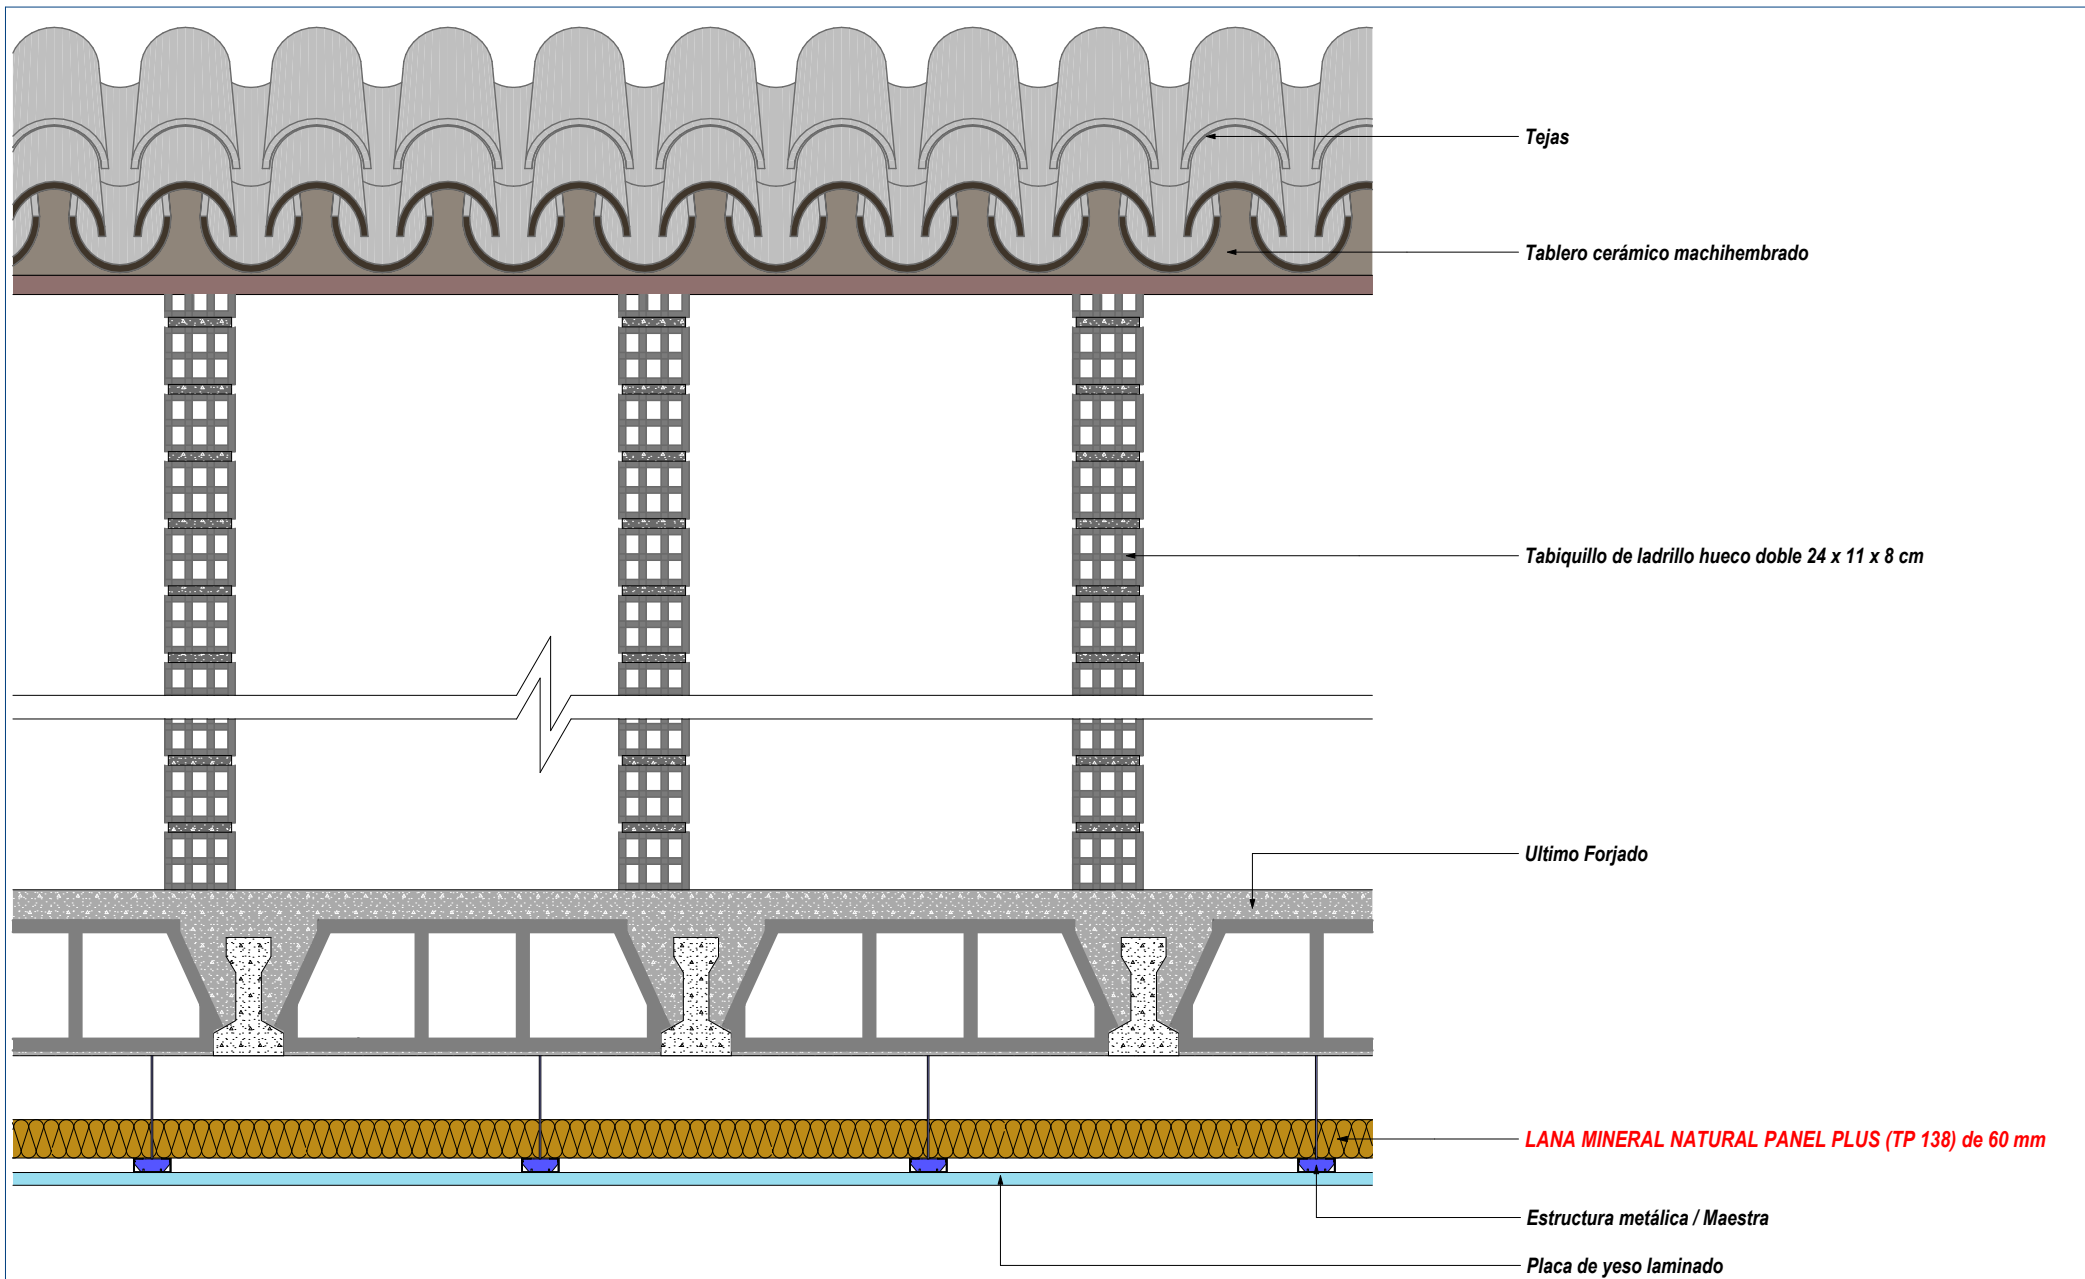 Tejas
Tablero cerámico machihembrado
Tabiquillo de ladrillo hueco doble 24 x 11 x 8 cm
Ultimo Forjado
LANA MINERAL NATURAL PANEL PLUS (TP 138) de 60 mm
Estructura metálica / Maestra
Placa de yeso laminado